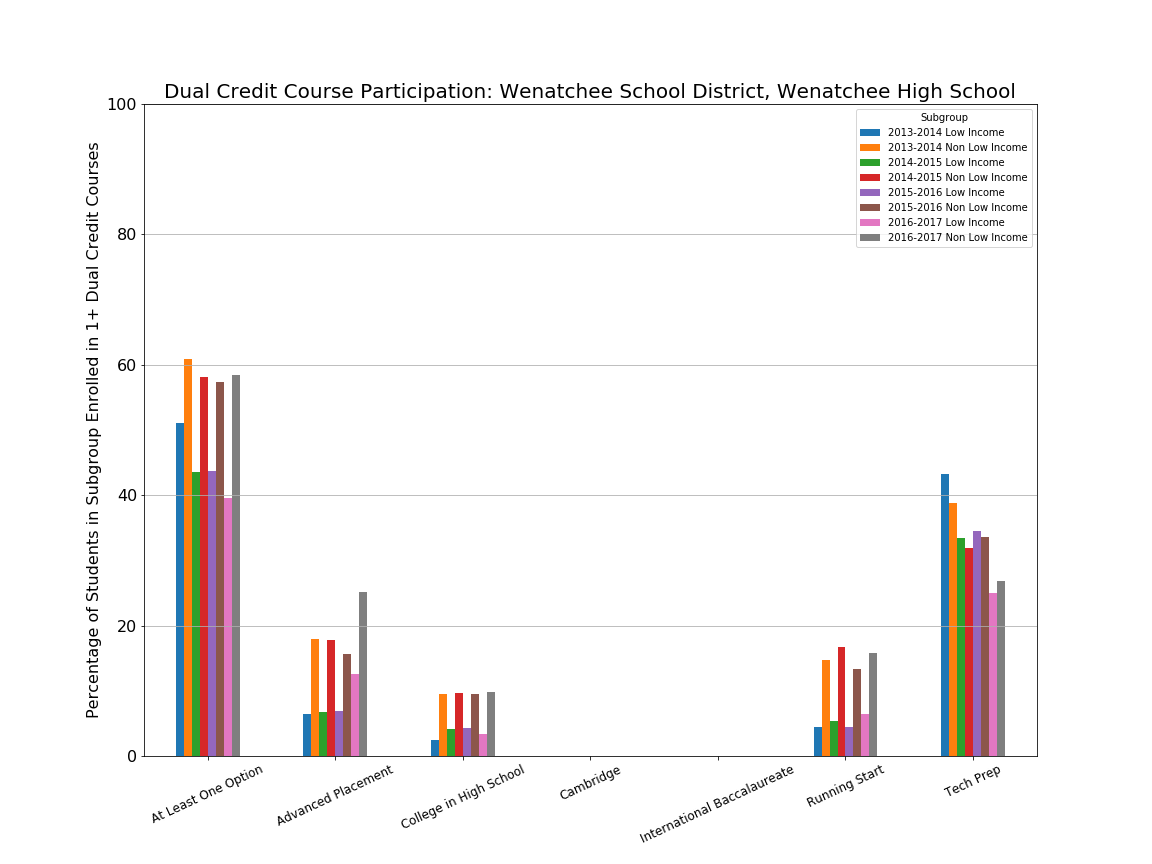 Dual Credit Course Participation: Wenatchee School District, Wenatchee High School
Percentage of Students in Subgroup Enrolled in 1+ Dual Credit Courses
100
80
60
40
20
0
Subgroup
2013-2014 Low Income
2013-2014 Non Low Income
2014-2015 Low Income
2014-2015 Non Low Income
2015-2016 Low Income
2015-2016 Non Low Income
2016-2017 Low Income
2016-2017 Non Low Income
At Least One Option
Advanced Placement
College in High School
Cambridge
International Baccalaureate
Running Start
Tech Prep